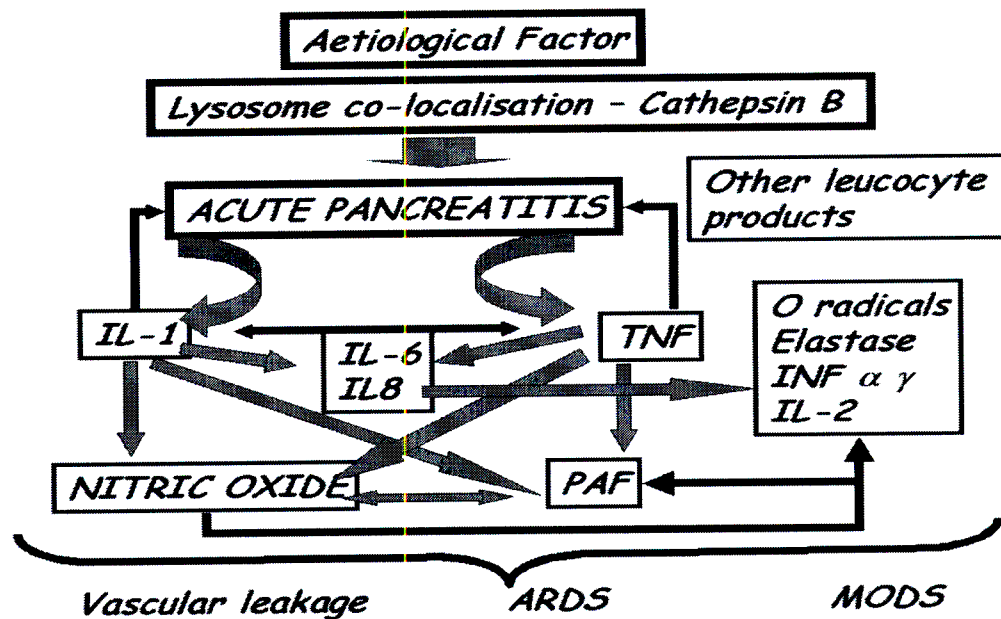 Aetiological Factor
Lysosome co-localisation - Cathepsin B
ACUTE PANCREATITIS
Other leucocyte
products
IL-1
IL-6
IL8
TNF
O radicals
Elastase
INF α γ
IL-2
NITRIC OXIDE
PAF
Vascular leakage
ARDS
MODS